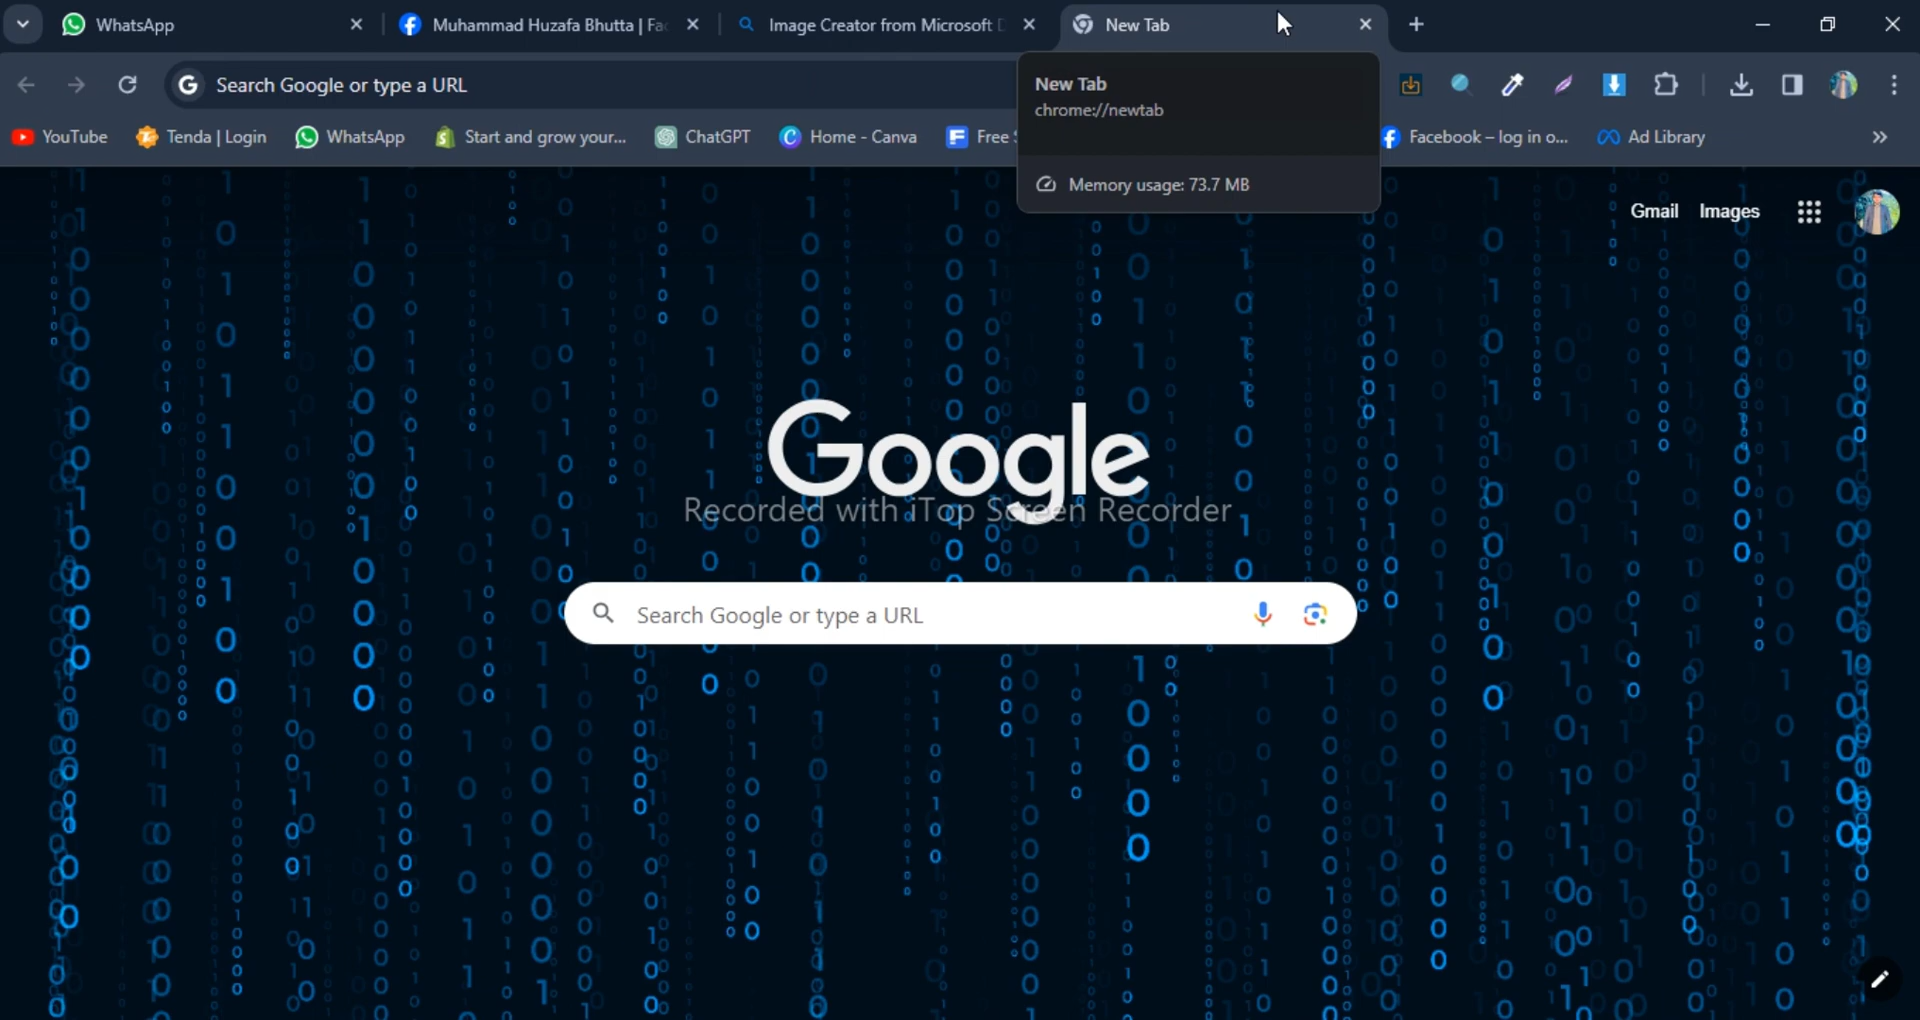 WhatsApp
Muhammad Huzafa Bhutta | Fa
Image Creator from Microsoft D
New Tab
Search Google or type a URL
New Tab
chrome://newtab
Memory usage: 73.7 MB
YouTube
Tenda | Login
WhatsApp
Start and grow your...
ChatGPT
Home - Canva
Free S
Facebook – log in o...
Ad Library
Gmail
Images
Google
Recorded with iTop Screen Recorder
Search Google or type a URL